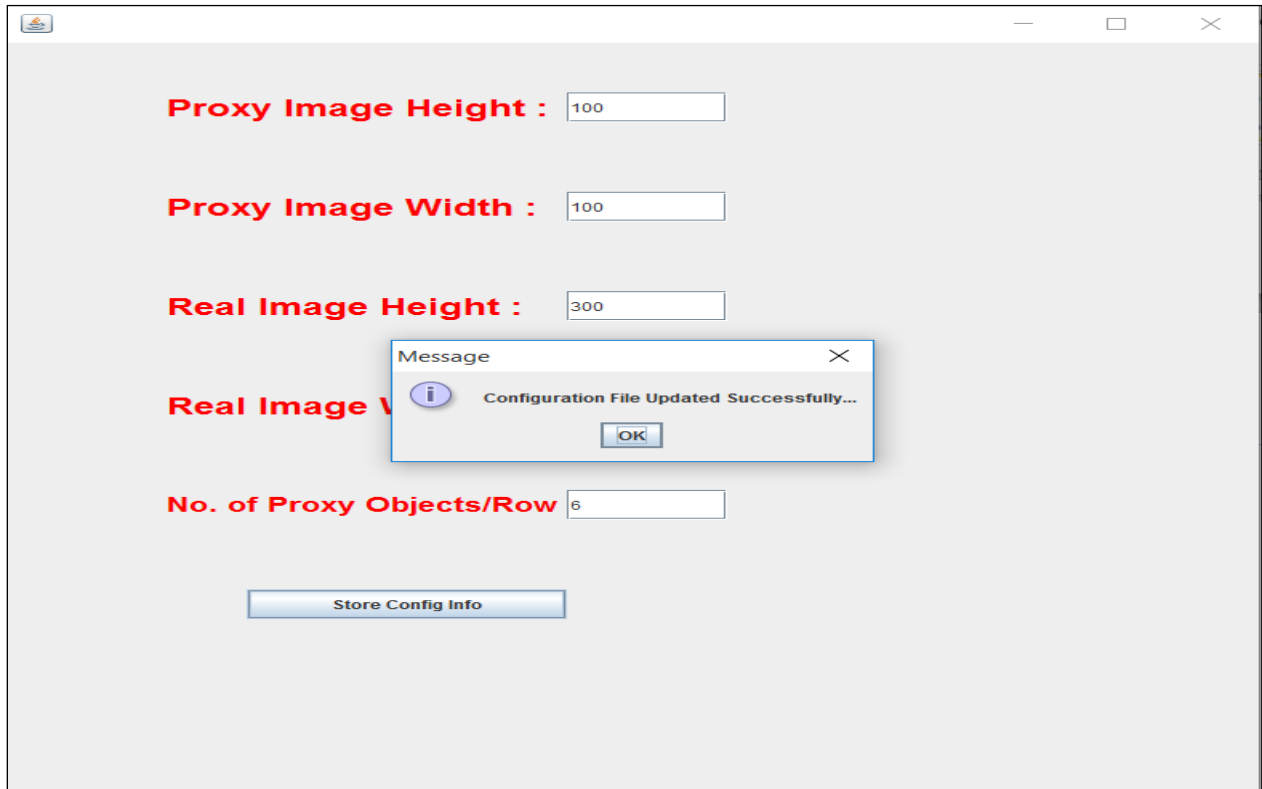 Proxy Image Height : 100
Proxy Image Width : 100
Real Image Height : 300
Message
Real Image
Configuration File Updated Successfully...
OK
No. of Proxy Objects/Row 6
Store Config Info